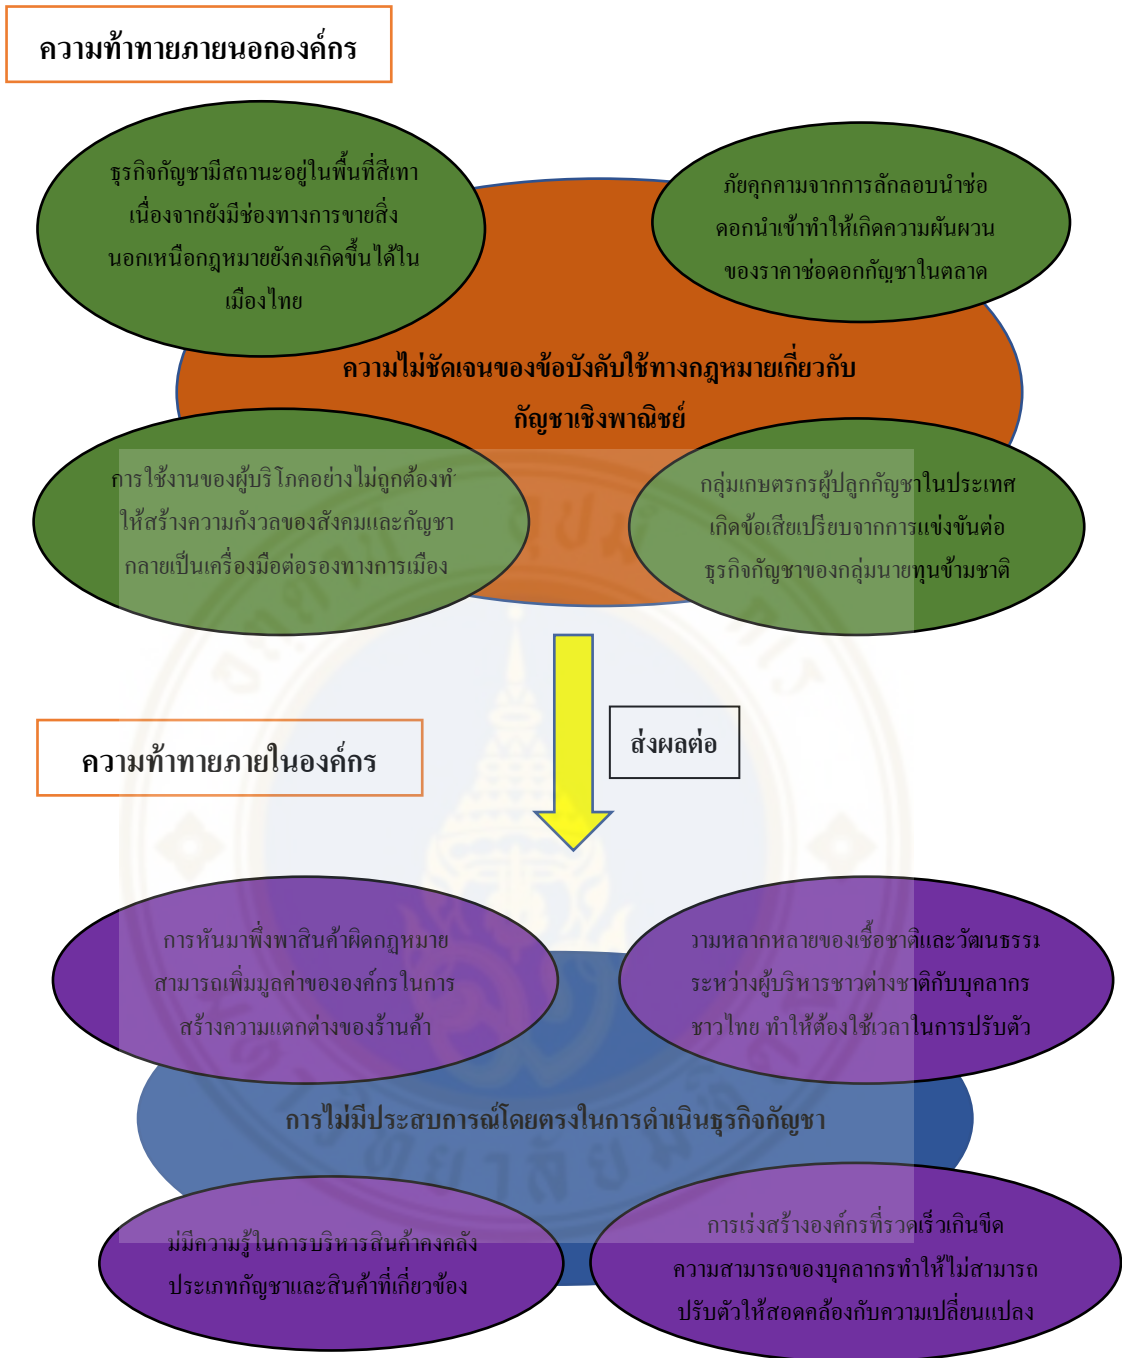 ความท้าทายภายนอกองค์กร
ธุรกิจกัญชามีสถานะอยู่ในพื้นที่สีเทา
เนื่องจากยังมีช่องทางการขายสิ่ง
นอกเหนือกฎหมายยังคงเกิดขึ้นได้ใน
เมืองไทย
ภัยคุกคามจากการลักลอบนำช่อ
ดอกนำเข้าทำให้เกิดความผันผวน
ของราคาช่อดอกกัญชาในตลาด
ความไม่ชัดเจนของข้อบังคับใช้ทางกฎหมายเกี่ยวกับ
กัญชาเชิงพาณิชย์
การใช้งานของผู้บริโภคอย่างไม่ถูกต้องทำ
ให้สร้างความกังวลของสังคมและกัญชา
กลายเป็นเครื่องมือต่อรองทางการเมือง
กลุ่มเกษตรกรผู้ปลูกกัญชาในประเทศ
เกิดข้อเสียเปรียบจากการแข่งขันต่อ
ธุรกิจกัญชาของกลุ่มนายทุนข้ามชาติ
ส่งผลต่อ
ความท้าทายภายในองค์กร
การหันมาพึ่งพาสินค้าผิดกฎหมาย
สามารถเพิ่มมูลค่าขององค์กรในการ
สร้างความแตกต่างของร้านค้า
วามหลากหลายของเชื้อชาติและวัฒนธรรม
ระหว่างผู้บริหารชาวต่างชาติกับบุคลากร
ชาวไทย ทำให้ต้องใช้เวลาในการปรับตัว
การไม่มีประสบการณ์โดยตรงในการดำเนินธุรกิจกัญชา
ม่มีความรู้ในการบริหารสินค้าคงคลัง
ประเภทกัญชาและสินค้าที่เกี่ยวข้อง
การเร่งสร้างองค์กรที่รวดเร็วเกินขีด
ความสามารถของบุคลากรทำให้ไม่สามารถ
ปรับตัวให้สอดคล้องกับความเปลี่ยนแปลง